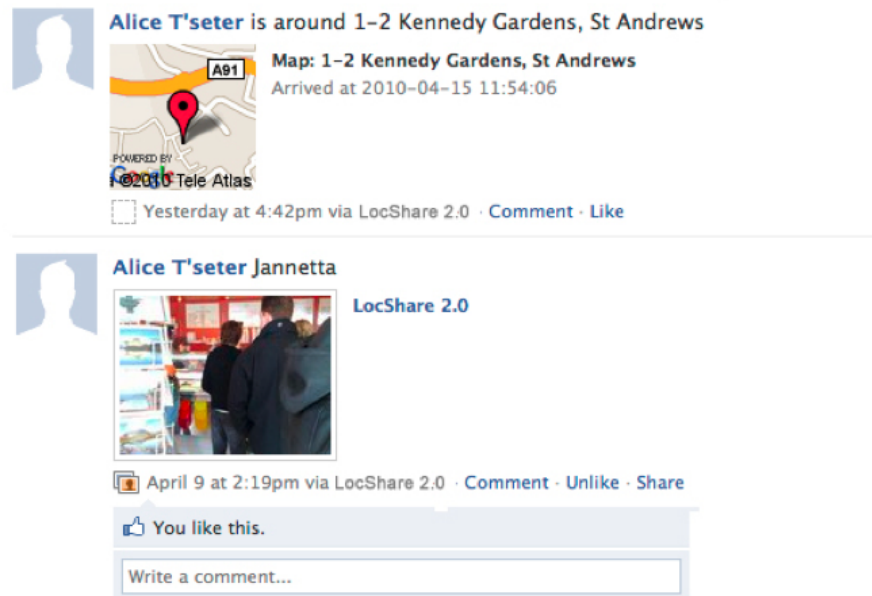 Alice T'seter is around 1-2 Kennedy Gardens, St Andrews
A91
Map: 1-2 Kennedy Gardens, St Andrews
Arrived at 2010-04-15 11:54:06
POWERED BY
Google
©2010 Tele Atlas
Yesterday at 4:42pm via LocShare 2.0 · Comment · Like
Alice T'seter Jannetta
LocShare 2.0
April 9 at 2:19pm via LocShare 2.0 · Comment · Unlike · Share
You like this.
Write a comment...